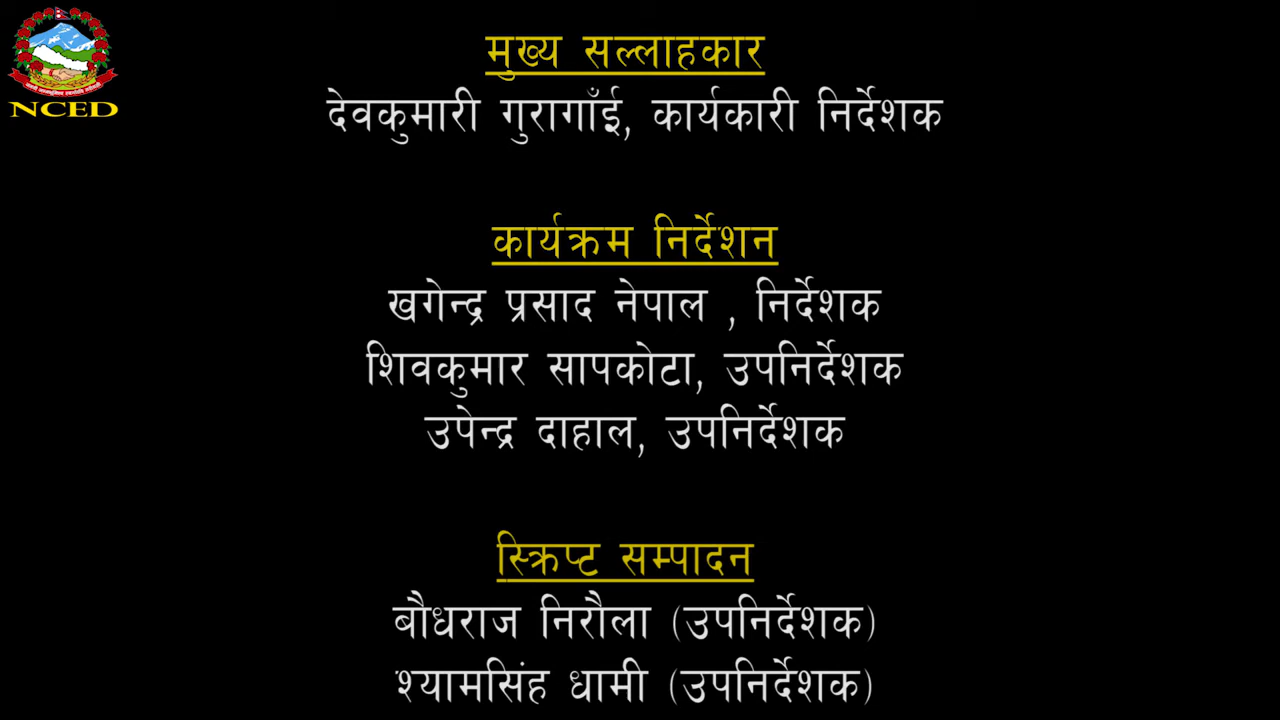 NCED
मुख्य सल्लाहकार
देवकुमारी गुरागाँई, कार्यकारी निर्देशक
कार्यक्रम निर्देशन
खगेन्द्र प्रसाद नेपाल , निर्देशक
शिवकुमार सापकोटा, उपनिर्देशक
उपेन्द्र दाहाल, उपनिर्देशक
स्क्रिप्ट सम्पादन
बौधराज निरौला (उपनिर्देशक)
श्यामसिंह धामी (उपनिर्देशक)